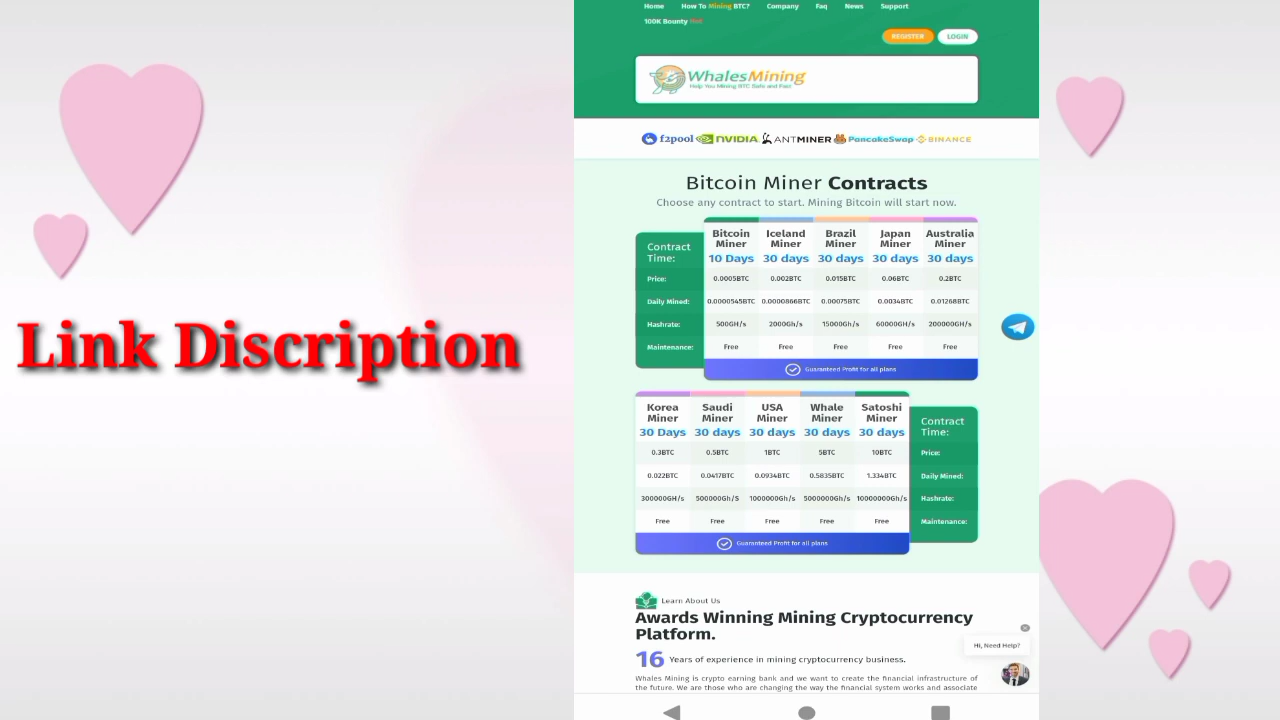 Home How To Mining BTC? Company Faq News Support
100K Bounty Hot
REGISTER LOGIN
WhalesMining
Help You Mining BTC Safe and Fast
f2pool NVIDIA ANTMINER PancakeSwap BINANCE
Bitcoin Miner Contracts
Choose any contract to start. Mining Bitcoin will start now.
Contract Time: Bitcoin Miner 10 Days Iceland Miner 30 days Brazil Miner 30 days Japan Miner 30 days Australia Miner 30 days
Price: 0.0005BTC 0.002BTC 0.015BTC 0.06BTC 0.2BTC
Daily Mined: 0.0000545BTC 0.0000866BTC 0.00075BTC 0.0034BTC 0.01268BTC
Hashrate: 500GH/s 2000Gh/s 15000Gh/s 60000GH/s 200000GH/s
Maintenance: Free Free Free Free Free
Guaranteed Profit for all plans
Link Discription
Korea Miner 30 Days Saudi Miner 30 days USA Miner 30 days Whale Miner 30 days Satoshi Miner 30 days Contract Time:
0.3BTC 0.5BTC 1BTC 5BTC 10BTC Price:
0.022BTC 0.0417BTC 0.0934BTC 0.5835BTC 1.334BTC Daily Mined:
300000GH/s 500000Gh/S 1000000Gh/s 5000000Gh/s 10000000Gh/s Hashrate:
Free Free Free Free Free Maintenance:
Guaranteed Profit for all plans
Learn About Us
Awards Winning Mining Cryptocurrency
Platform.
16 Years of experience in mining cryptocurrency business.
Hi, Need Help?
Whales Mining is crypto earning bank and we want to create the financial infrastructure of
the future. We are those who are changing the way the financial system works and associate